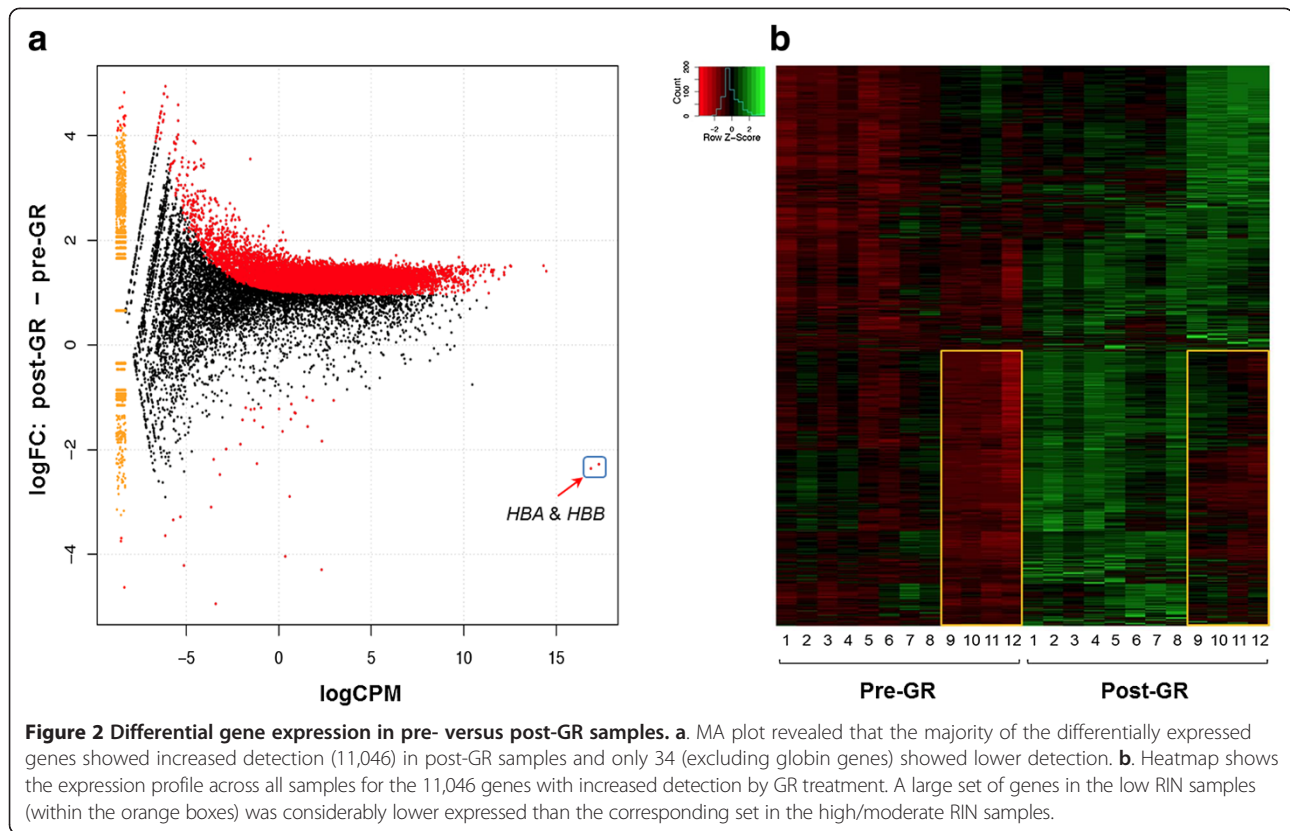 a
b
logFC: post-GR − pre-GR
4
2
0
−2
−4
−5
0
5
10
15
logCPM
HBA & HBB
Count
200
100
0
−2
0
2
Row Z−Score
1 2 3 4 5 6 7 8 9 10 11 12 1 2 3 4 5 6 7 8 9 10 11 12
Pre-GR
Post-GR
Figure 2 Differential gene expression in pre- versus post-GR samples. a. MA plot revealed that the majority of the differentially expressed
genes showed increased detection (11,046) in post-GR samples and only 34 (excluding globin genes) showed lower detection. b. Heatmap shows
the expression profile across all samples for the 11,046 genes with increased detection by GR treatment. A large set of genes in the low RIN samples
(within the orange boxes) was considerably lower expressed than the corresponding set in the high/moderate RIN samples.